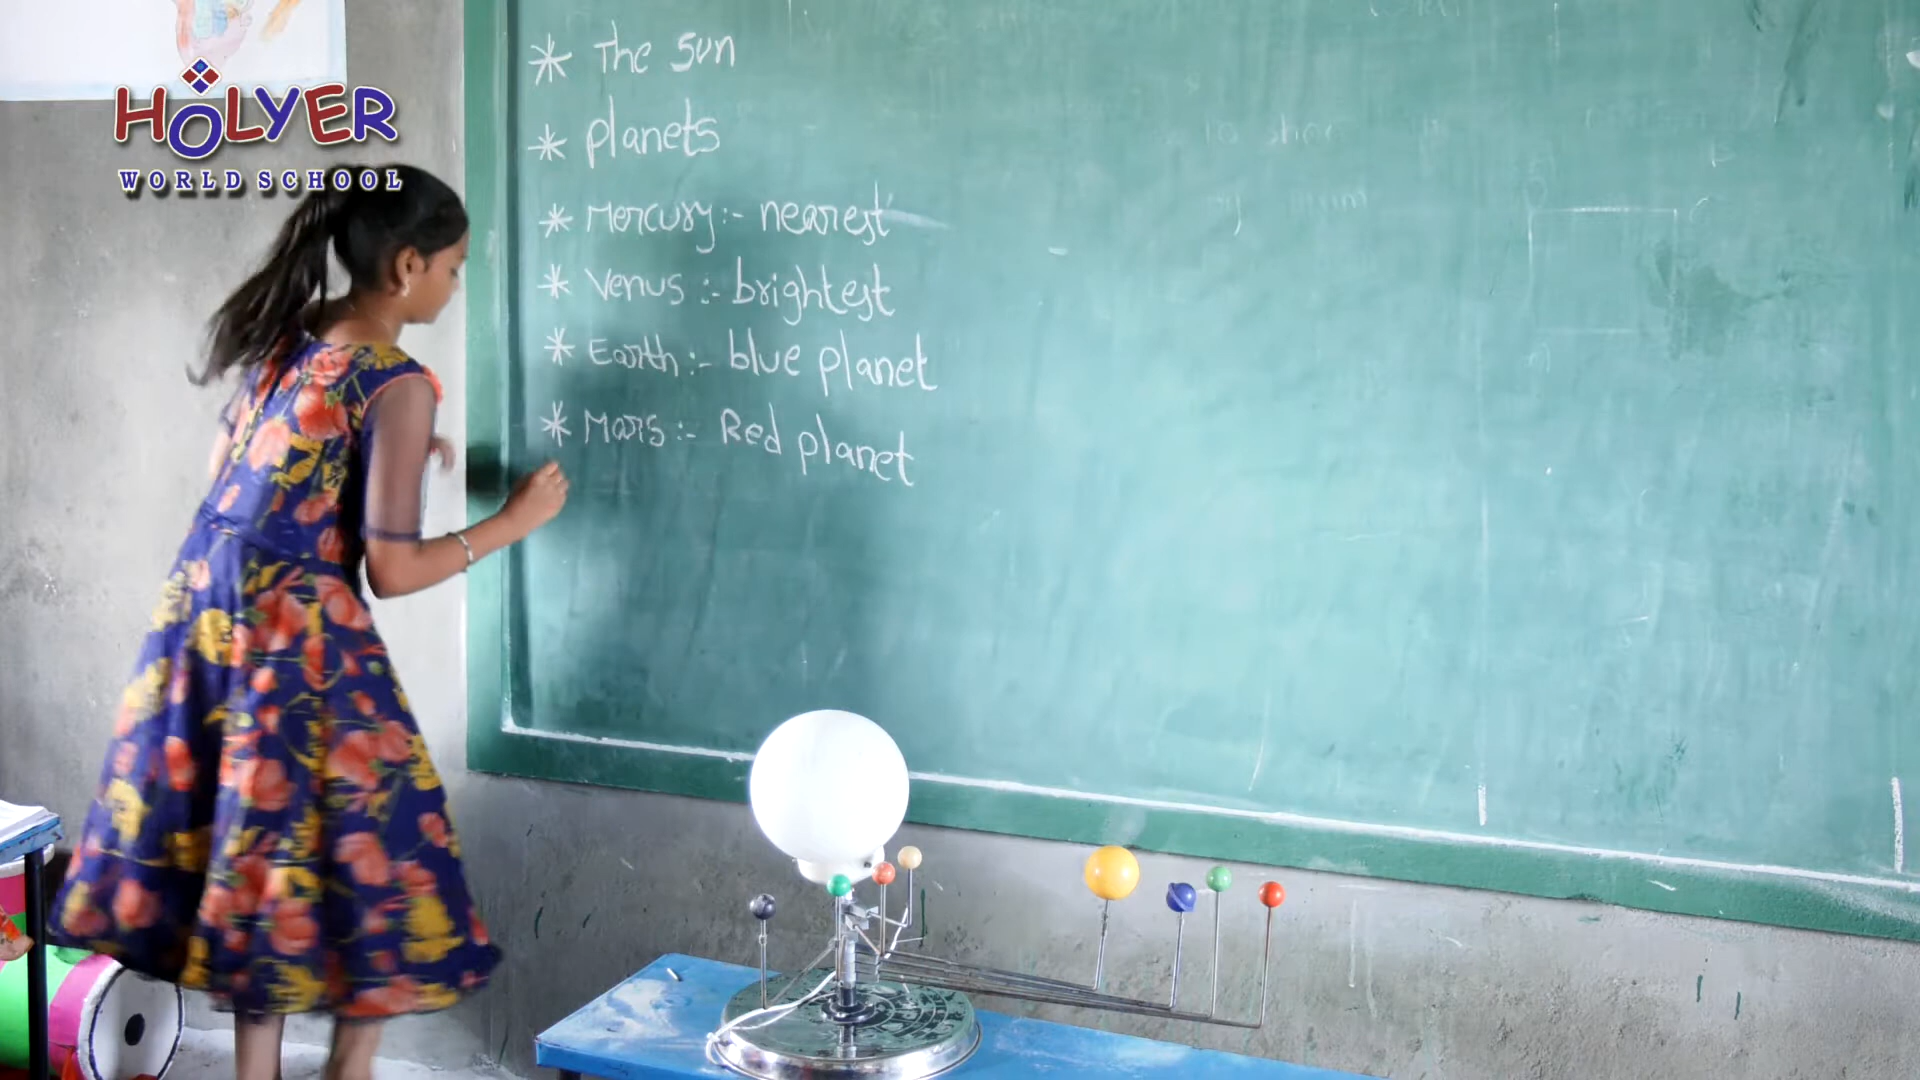 HOLYER
WORLD SCHOOL
* The Sun
* planets
* Mercury :- nearest
* Venus :- brightest
* Earth :- blue planet
* Mars :- Red planet